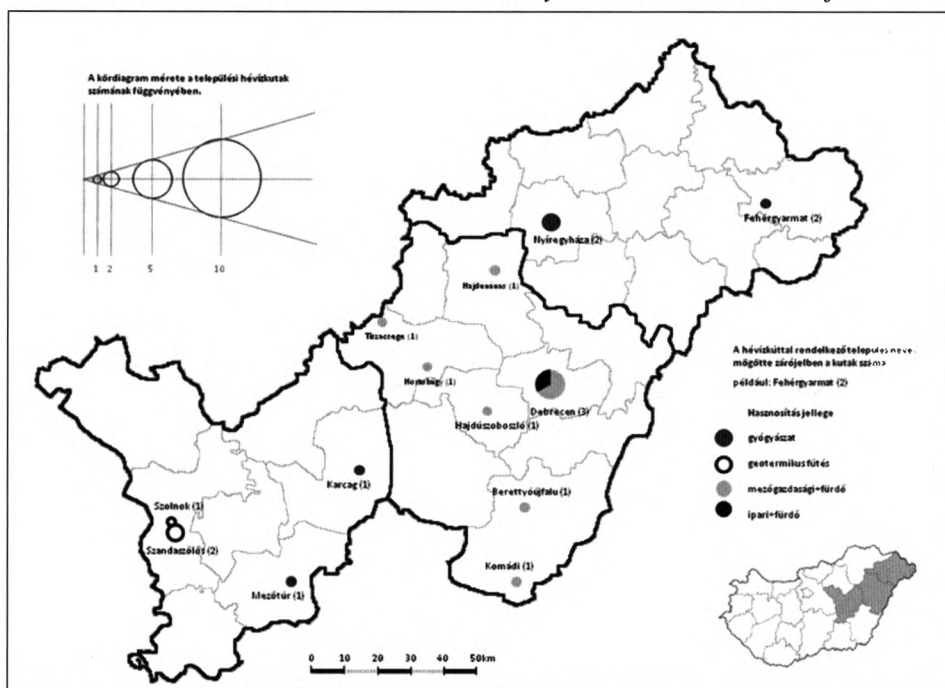 A kördiagram mérete a települési hévízkutak
számának függvényében.
1 2 5 10
Fehérgyarmat (2)
Nyíregyháza (2)
Hajdúnánás (1)
Tiszacsege (1)
Hortobágy (1)
Debrecen (3)
Hajdúszoboszló (1)
Karcag (1)
Berettyóújfalu (1)
Szolnok (1)
Szandaszőlős (2)
Komádi (1)
Mezőtúr (1)
A hévízkúttal rendelkező település neve
mögötte zárójelben a kutak száma
például: Fehérgyarmat (2)
Hasznosítás jellege
gyógyászat
geotermikus fűtés
mezőgazdasági+fürdő
ipari+fürdő
0 10 20 30 40 50km